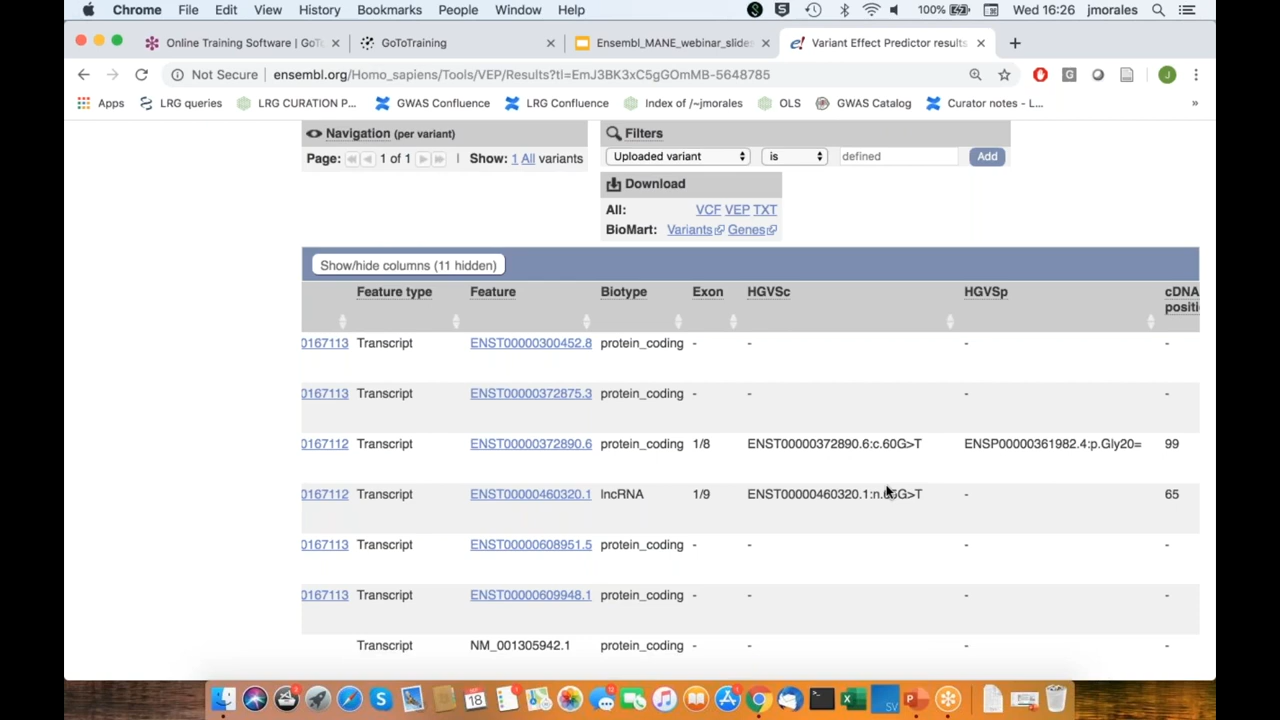 Chrome File Edit View History Bookmarks People Window Help 100% Wed 16:26 jmorales
Online Training Software | GoT GoToTraining Ensembl_MANE_webinar_slide Variant Effect Predictor results
Not Secure | ensembl.org/Homo_sapiens/Tools/VEP/Results?tl=EmJ3BK3xC5gGOmMB-5648785
Apps LRG queries LRG CURATION P... GWAS Confluence LRG Confluence Index of /~jmorales OLS GWAS Catalog Curator notes - L... »
Navigation (per variant) Filters
Page: 1 of 1 | Show: 1 All variants Uploaded variant is defined Add
Download
All: VCF VEP TXT
BioMart: Variants Genes
Show/hide columns (11 hidden)
Feature type Feature Biotype Exon HGVSc HGVSp cDNA
positi
0167113 Transcript ENST00000300452.8 protein_coding - - - -
0167113 Transcript ENST00000372875.3 protein_coding - - - -
0167112 Transcript ENST00000372890.6 protein_coding 1/8 ENST00000372890.6:c.60G>T ENSP00000361982.4:p.Gly20= 99
0167112 Transcript ENST00000460320.1 lncRNA 1/9 ENST00000460320.1:n.65G>T - 65
0167113 Transcript ENST00000608951.5 protein_coding - - - -
0167113 Transcript ENST00000609948.1 protein_coding - - - -
Transcript NM_001305942.1 protein_coding - - - -